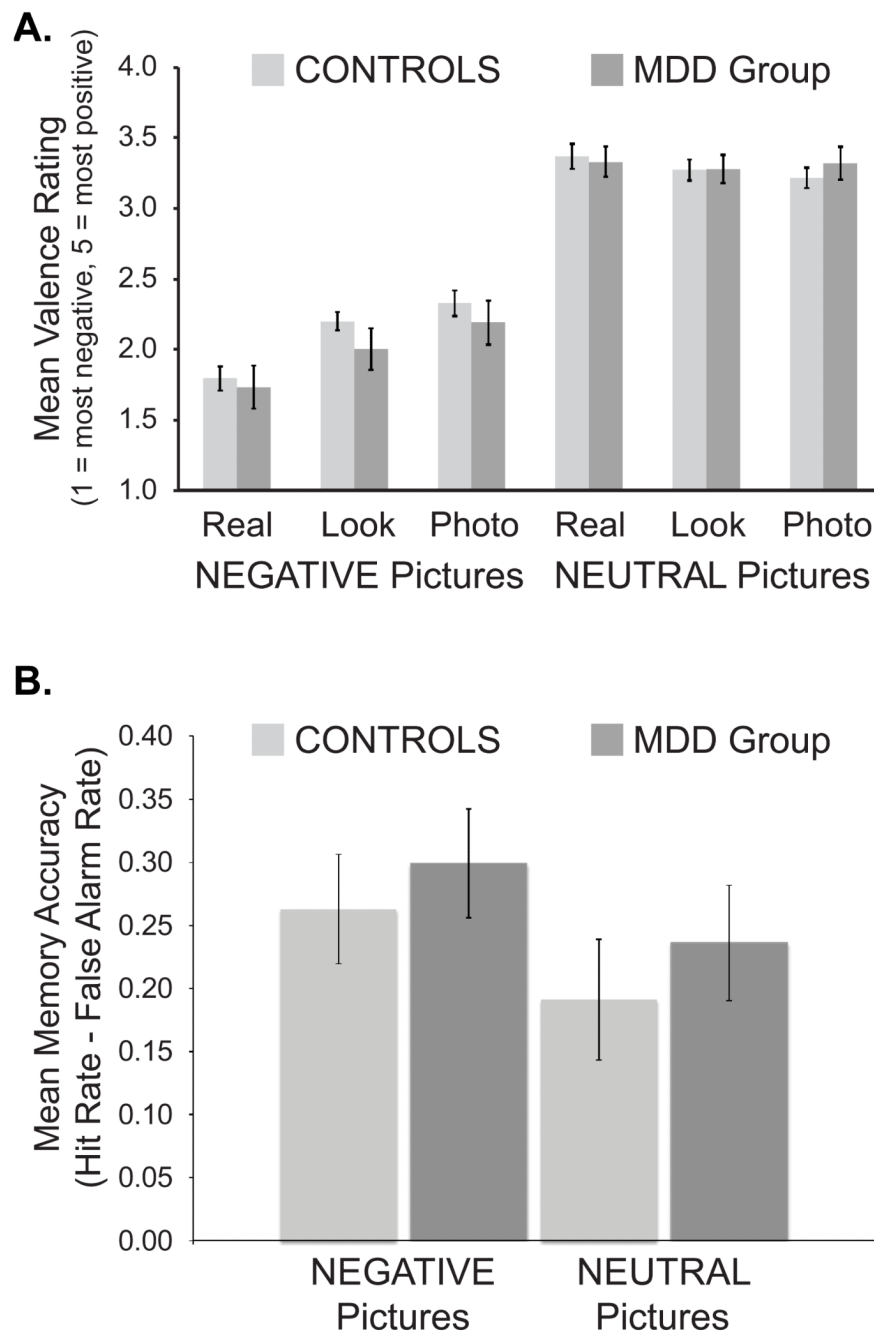 A.
Mean Valence Rating
(1 = most negative, 5 = most positive)
CONTROLS MDD Group
4.0
3.5
3.0
2.5
2.0
1.5
1.0
Real Look Photo Real Look Photo
NEGATIVE Pictures NEUTRAL Pictures
B.
Mean Memory Accuracy
(Hit Rate - False Alarm Rate)
CONTROLS MDD Group
0.40
0.35
0.30
0.25
0.20
0.15
0.10
0.05
0.00
NEGATIVE NEUTRAL
Pictures Pictures